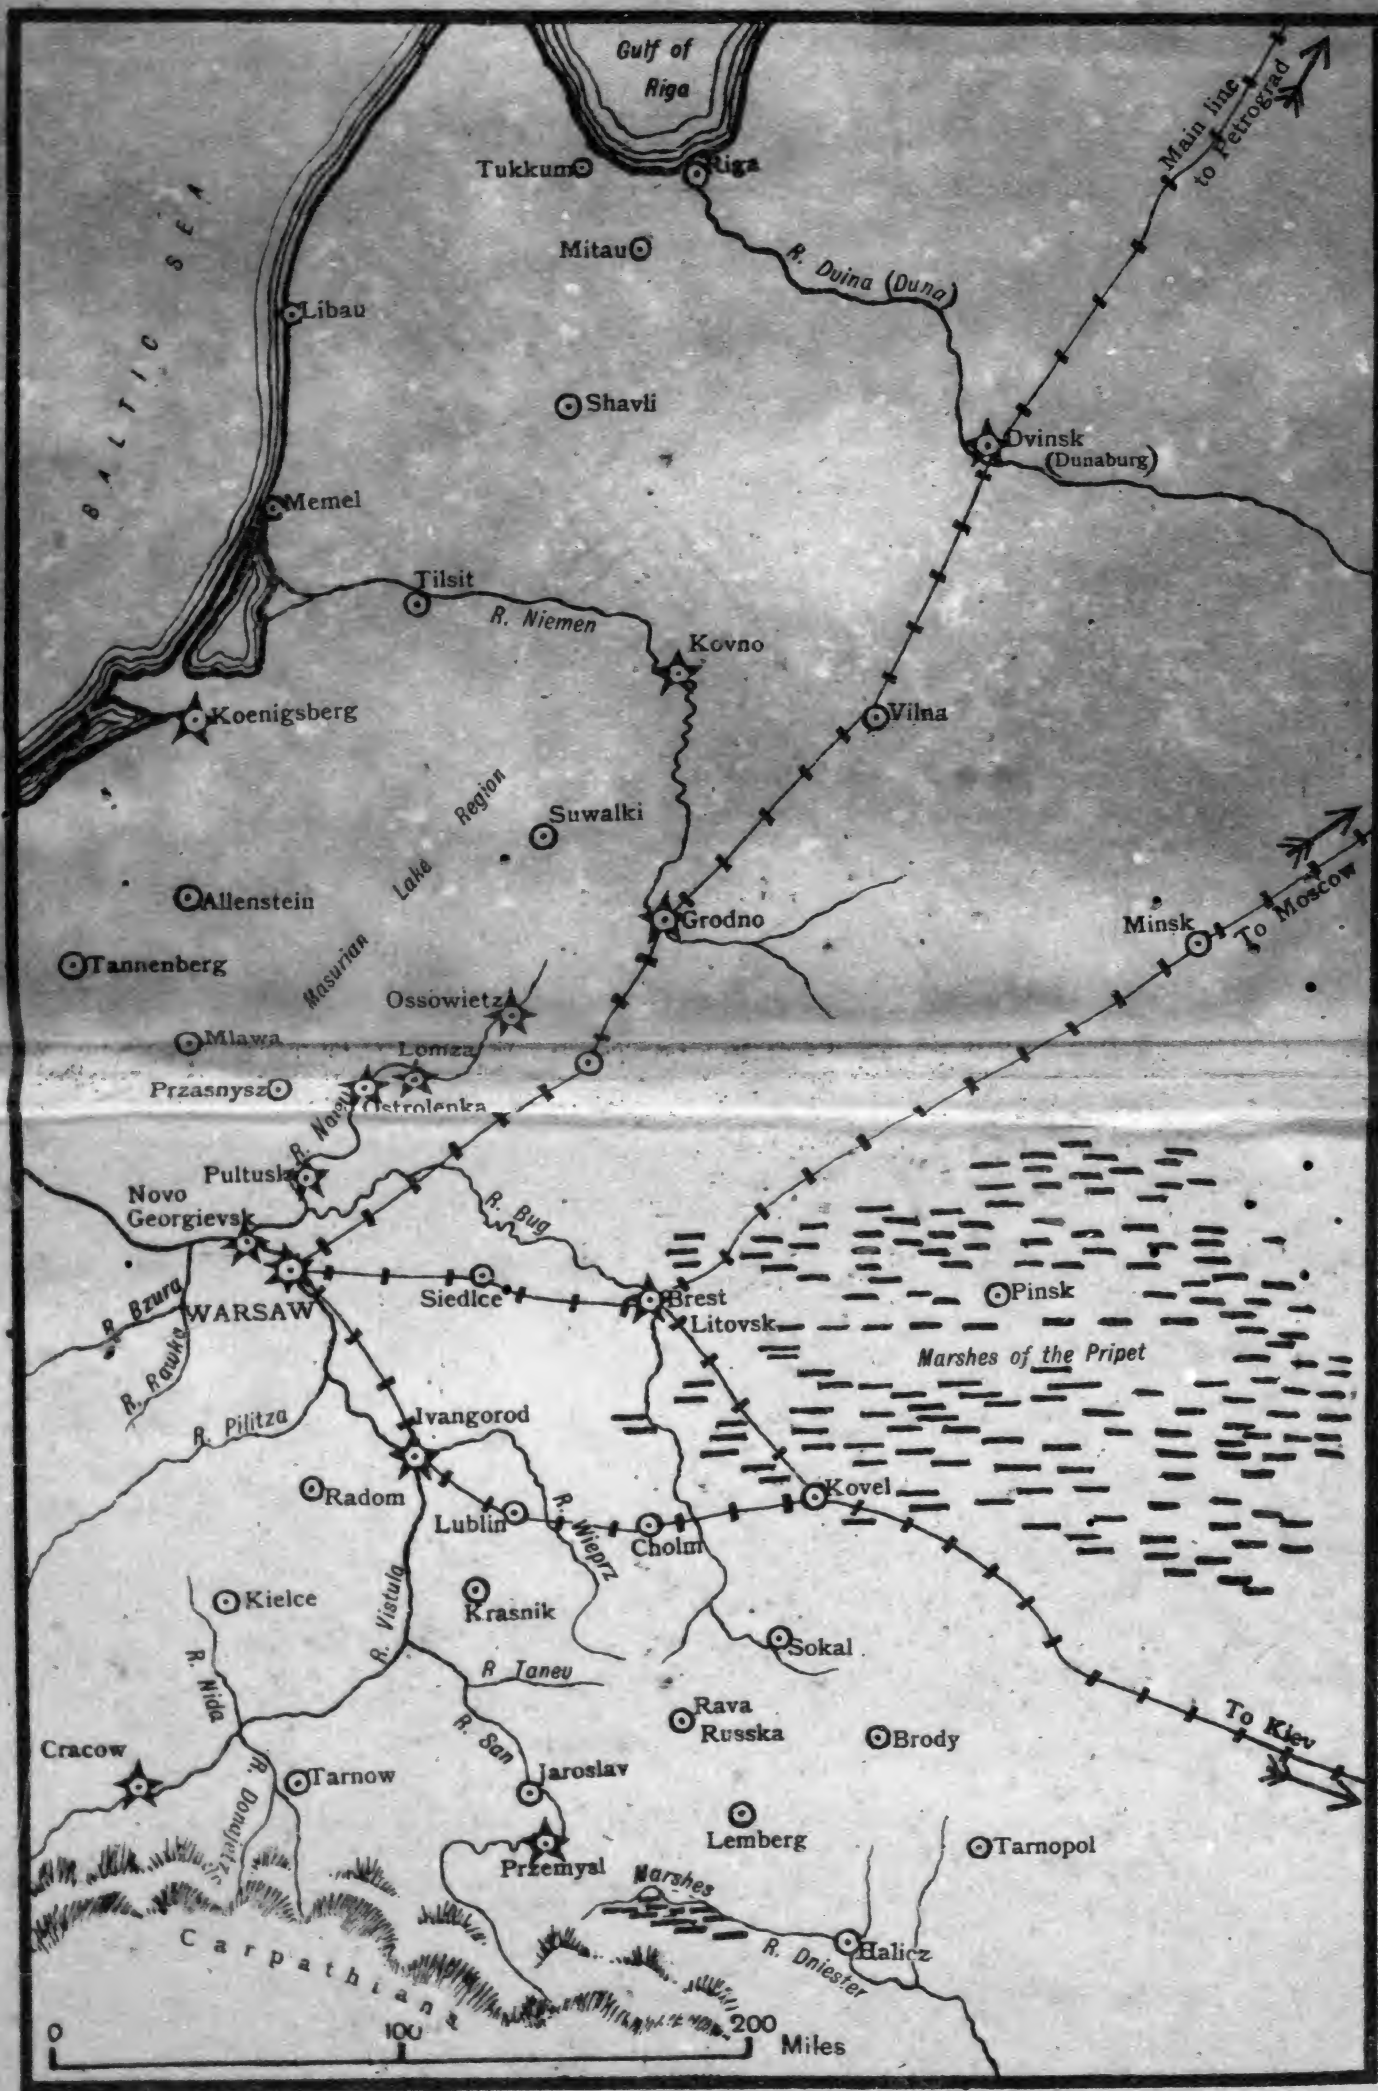 Gulf of
Riga
Main line
to Petrograd
Tukkum
Riga
BALTIC SEA
Mitau
R. Duina (Duna)
Libau
Shavli
Dvinsk
(Dunaburg)
Memel
Tilsit
R. Niemen
Kovno
Koenigsberg
Vilna
Masurian Lake Region
Suwalki
Allenstein
Grodno
Minsk
To Moscow
Tannenberg
Ossowietz
Mlawa
Lomza
Przasnysz
Ostrolenka
R. Narew
Pultusk
Novo
Georgievsk
R. Bug
R. Bzura
WARSAW
Siedlce
Brest
Litovsk
Pinsk
Marshes of the Pripet
R. Rawka
R. Pilitza
Ivangorod
Radom
Lublin
R. Wieprz
Cholm
Kovel
Kielce
R. Vistula
Krasnik
Sokal
R. Nida
R Taneu
R. San
Rava
Russka
Brody
To Kiev
Cracow
R. Donajetz
Tarnow
Jaroslav
Lemberg
Tarnopol
Przemysl
Marshes
Carpathians
R. Dniester
Halicz
0 100 200
Miles